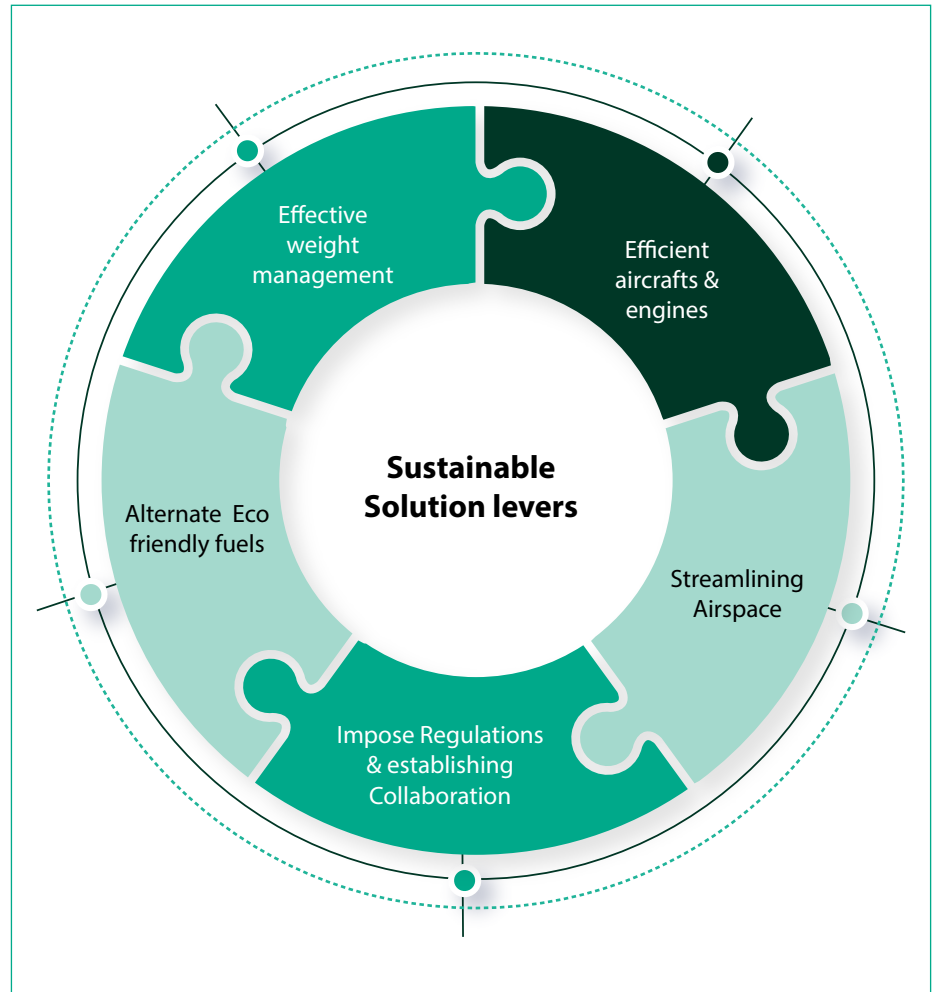 Effective
weight
management
Efficient
aircrafts &
engines
Sustainable
Solution levers
Alternate Eco
friendly fuels
Streamlining
Airspace
Impose Regulations
& establishing
Collaboration